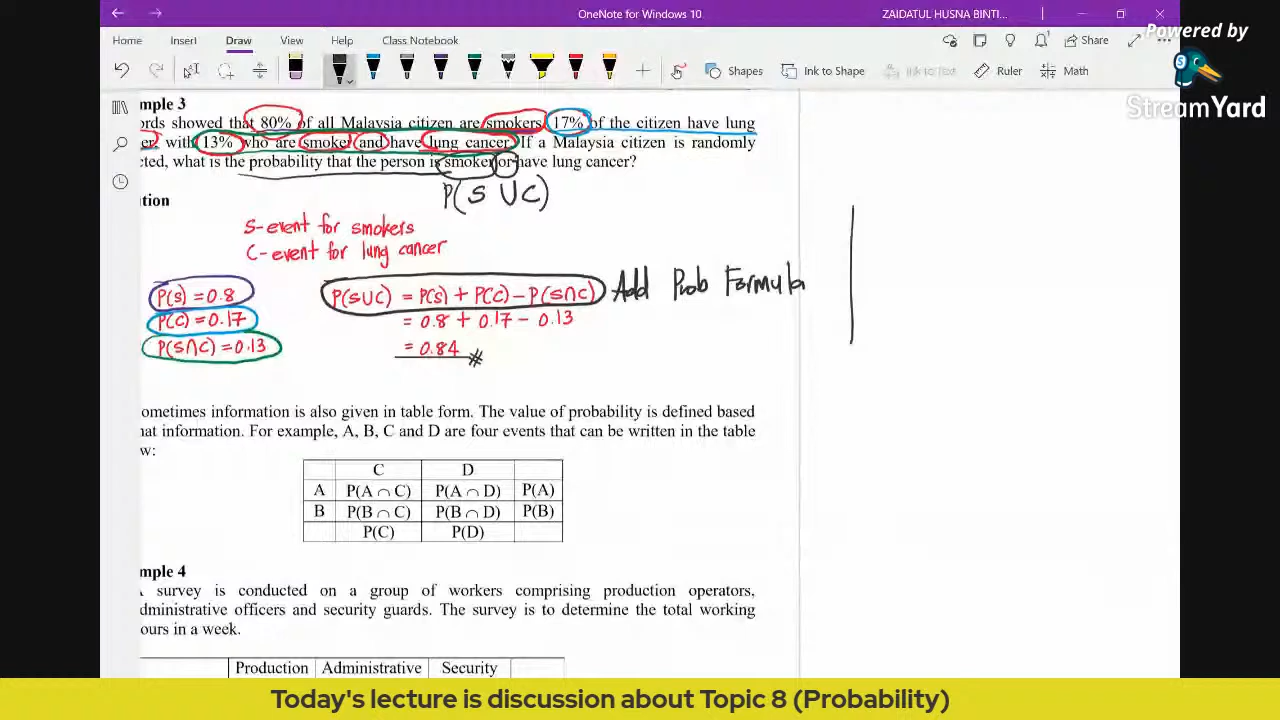 OneNote for Windows 10
ZAIDATUL HUSNA BINTI...
Powered by
StreamYard
Home Insert Draw View Help Class Notebook
Share
Shapes Ink to Shape Ink to Text Ruler Math
mple 3
ords showed that 80% of all Malaysia citizen are smokers, 17% of the citizen have lung
er with 13% who are smoker and have lung cancer. If a Malaysia citizen is randomly
cted, what is the probability that the person is smoker or have lung cancer?
P(S ∪ C)
ution
S-event for smokers
C-event for lung cancer
P(S) = 0.8
P(C) = 0.17
P(S∩C) = 0.13
P(S∪C) = P(S) + P(C) - P(S∩C) Add Prob Formula
= 0.8 + 0.17 - 0.13
= 0.84 #
ometimes information is also given in table form. The value of probability is defined based
hat information. For example, A, B, C and D are four events that can be written in the table
w:
C D
A P(A ∩ C) P(A ∩ D) P(A)
B P(B ∩ C) P(B ∩ D) P(B)
P(C) P(D)
mple 4
survey is conducted on a group of workers comprising production operators,
dministrative officers and security guards. The survey is to determine the total working
ours in a week.
Production Administrative Security
Today's lecture is discussion about Topic 8 (Probability)